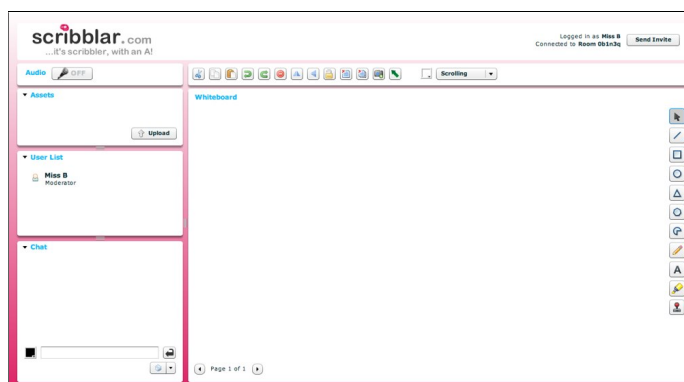 scribblar.com
...it's scribbler, with an A!
Logged in as Miss B
Connected to Room 0b1n3q
Send Invite
Audio
OFF
Scrolling
Assets
Upload
User List
Miss B
Moderator
Chat
Whiteboard
A
Page 1 of 1